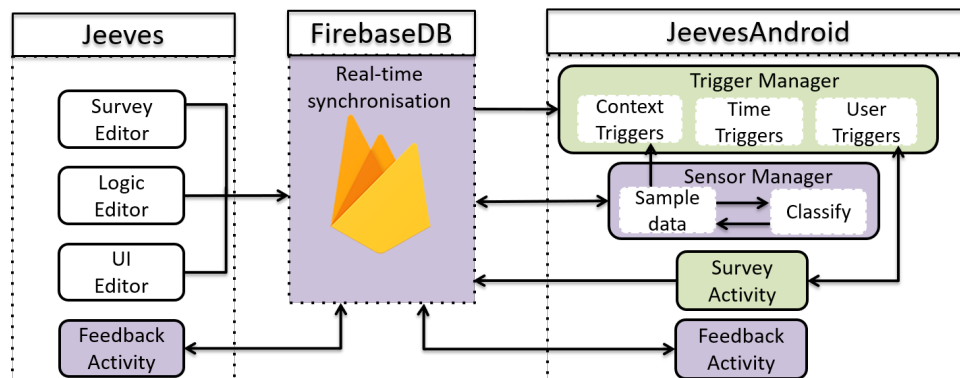 Jeeves
FirebaseDB
JeevesAndroid
Survey
Editor
Logic
Editor
UI
Editor
Feedback
Activity
Real-time
synchronisation
Trigger Manager
Context
Triggers
Time
Triggers
User
Triggers
Sensor Manager
Sample
data
Classify
Survey
Activity
Feedback
Activity